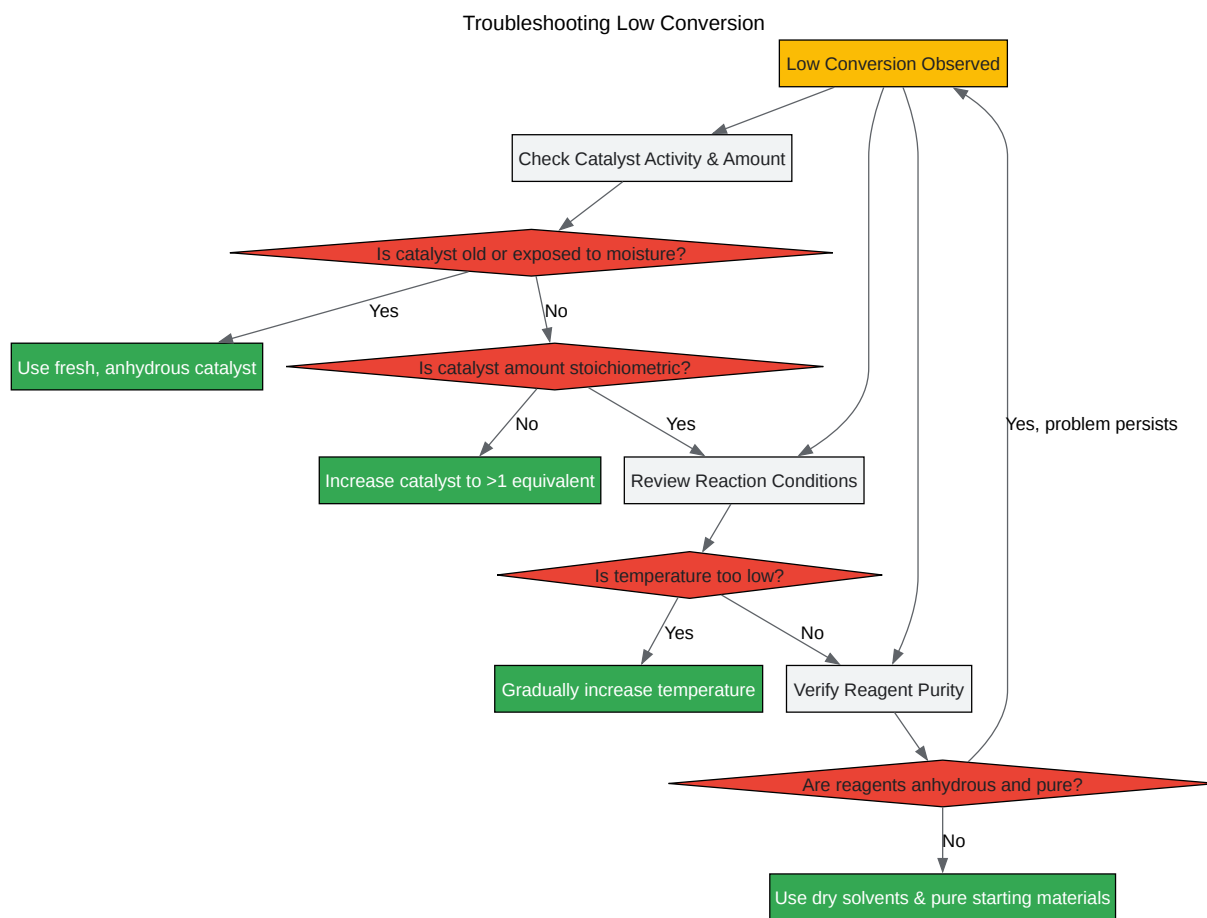 Troubleshooting Low Conversion
Low Conversion Observed
Check Catalyst Activity & Amount
Is catalyst old or exposed to moisture?
Yes
No
Use fresh, anhydrous catalyst
Is catalyst amount stoichiometric?
No
Yes
Yes, problem persists
Increase catalyst to >1 equivalent
Review Reaction Conditions
Is temperature too low?
Yes
No
Gradually increase temperature
Verify Reagent Purity
Are reagents anhydrous and pure?
No
Use dry solvents & pure starting materials